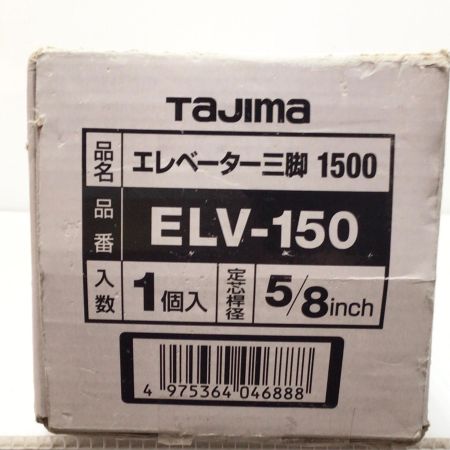 TAJIMA
品名 エレベーター三脚 1500
品番 ELV-150
入数 1個入 定芯桿径 5/8inch
4 975364 046888